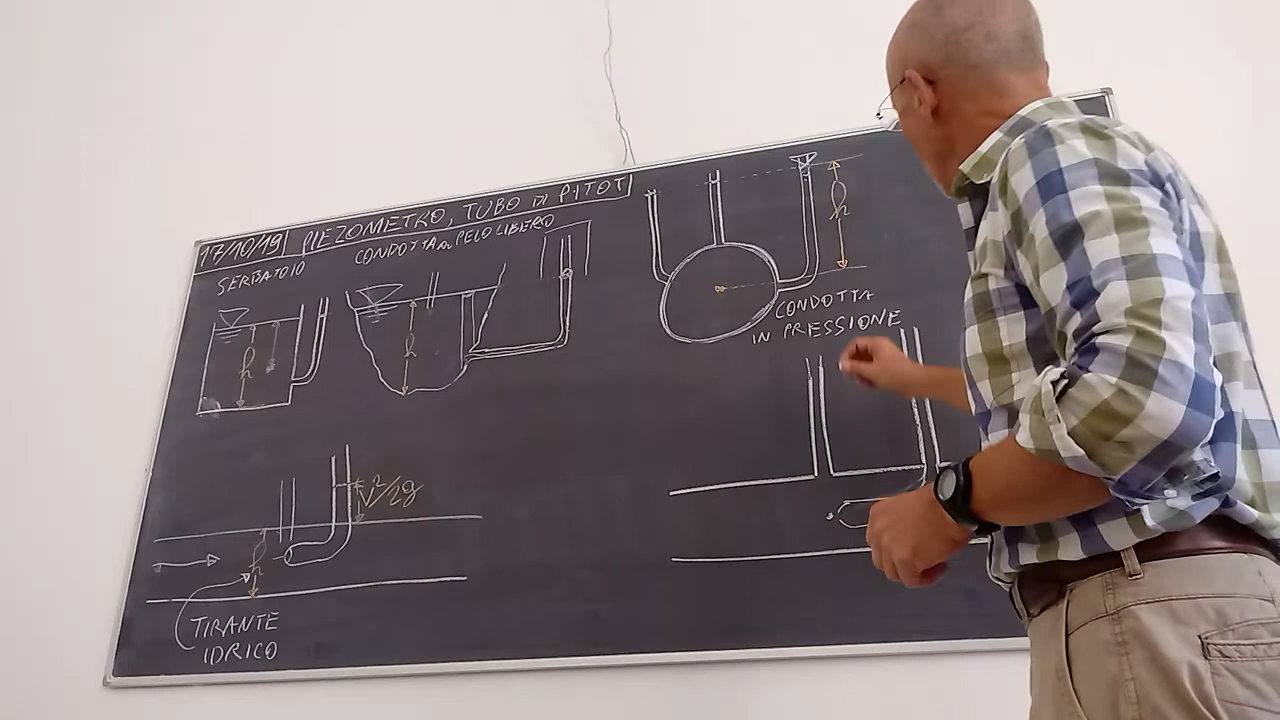 17/10/19 PIEZOMETRO, TUBO DI PITOT
SERBATOIO
CONDOTTA A PELO LIBERO
h
h
h
CONDOTTA
IN PRESSIONE
V²/2g
h
TIRANTE
IDRICO